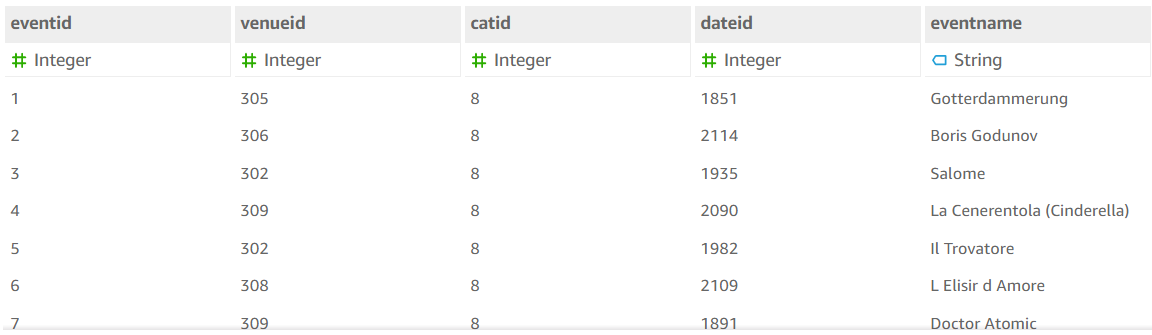 eventid venueid catid dateid eventname
Integer Integer Integer Integer String
1 305 8 1851 Gotterdammerung
2 306 8 2114 Boris Godunov
3 302 8 1935 Salome
4 309 8 2090 La Cenerentola (Cinderella)
5 302 8 1982 Il Trovatore
6 308 8 2109 L Elisir d Amore
7 309 8 1891 Doctor Atomic